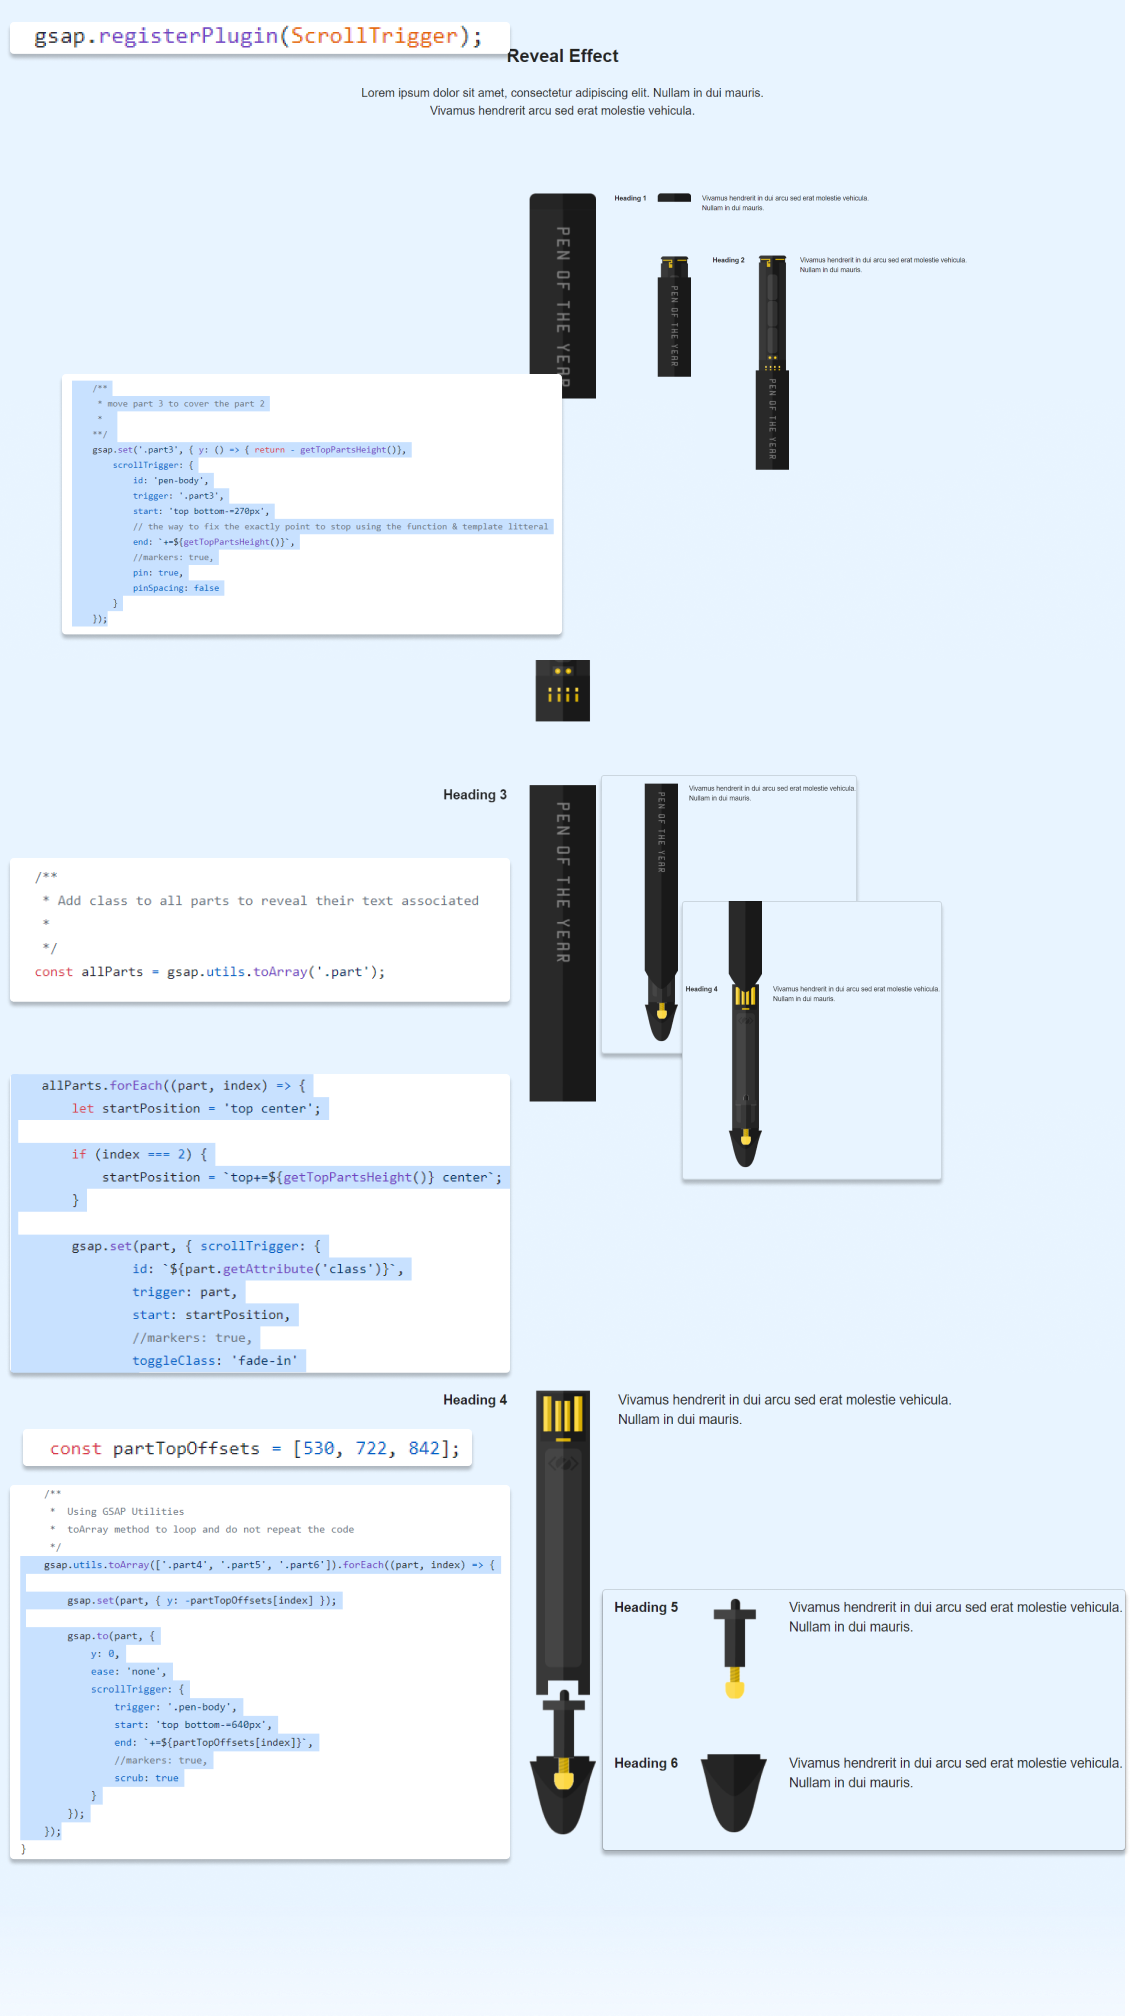 gsap.registerPlugin(ScrollTrigger);
Reveal Effect
Lorem ipsum dolor sit amet, consectetur adipiscing elit. Nullam in dui mauris.
Vivamus hendrerit arcu sed erat molestie vehicula.
PEN OF THE YEAR
Heading 1
Vivamus hendrerit in dui arcu sed erat molestie vehicula.
Nullam in dui mauris.
PEN OF THE YEAR
Heading 2
Vivamus hendrerit in dui arcu sed erat molestie vehicula.
Nullam in dui mauris.
PEN OF THE YEAR
/**
* move part 3 to cover the part 2
*
**/
gsap.set('.part3', { y: () => { return - getTopPartsHeight()},
scrollTrigger: {
id: 'pen-body',
trigger: '.part3',
start: 'top bottom-=270px',
// the way to fix the exactly point to stop using the function & template litteral
end: `+=${getTopPartsHeight()}`,
//markers: true,
pin: true,
pinSpacing: false
}
});
Heading 3
PEN OF THE YEAR
PEN OF THE YEAR
Vivamus hendrerit in dui arcu sed erat molestie vehicula.
Nullam in dui mauris.
/**
* Add class to all parts to reveal their text associated
*
*/
const allParts = gsap.utils.toArray('.part');
Heading 4
Vivamus hendrerit in dui arcu sed erat molestie vehicula.
Nullam in dui mauris.
allParts.forEach((part, index) => {
let startPosition = 'top center';
if (index === 2) {
startPosition = `top+=${getTopPartsHeight()} center`;
}
gsap.set(part, { scrollTrigger: {
id: `${part.getAttribute('class')}`,
trigger: part,
start: startPosition,
//markers: true,
toggleClass: 'fade-in'
Heading 4
Vivamus hendrerit in dui arcu sed erat molestie vehicula.
Nullam in dui mauris.
const partTopOffsets = [530, 722, 842];
/**
* Using GSAP Utilities
* toArray method to loop and do not repeat the code
*/
gsap.utils.toArray(['.part4', '.part5', '.part6']).forEach((part, index) => {
gsap.set(part, { y: -partTopOffsets[index] });
gsap.to(part, {
y: 0,
ease: 'none',
scrollTrigger: {
trigger: '.pen-body',
start: 'top bottom-=640px',
end: `+=${partTopOffsets[index]}`,
//markers: true,
scrub: true
}
});
});
}
Heading 5
Vivamus hendrerit in dui arcu sed erat molestie vehicula.
Nullam in dui mauris.
Heading 6
Vivamus hendrerit in dui arcu sed erat molestie vehicula.
Nullam in dui mauris.